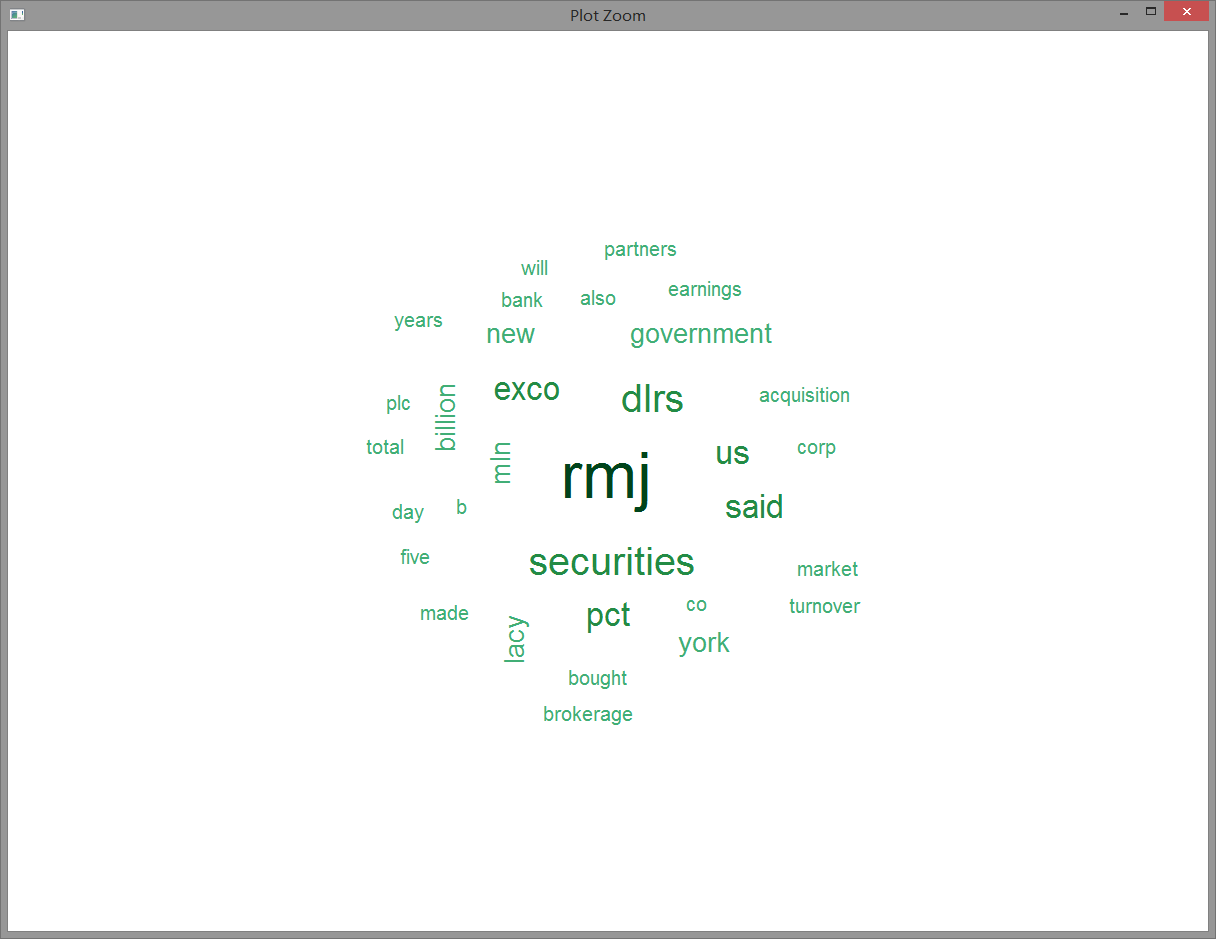 Plot Zoom
partners
will
earnings
bank
also
years
new
government
exco
dlrs
acquisition
plc
billion
total
mln
rmj
us
corp
said
day
b
five
securities
market
made
lacy
pct
co
turnover
york
bought
brokerage